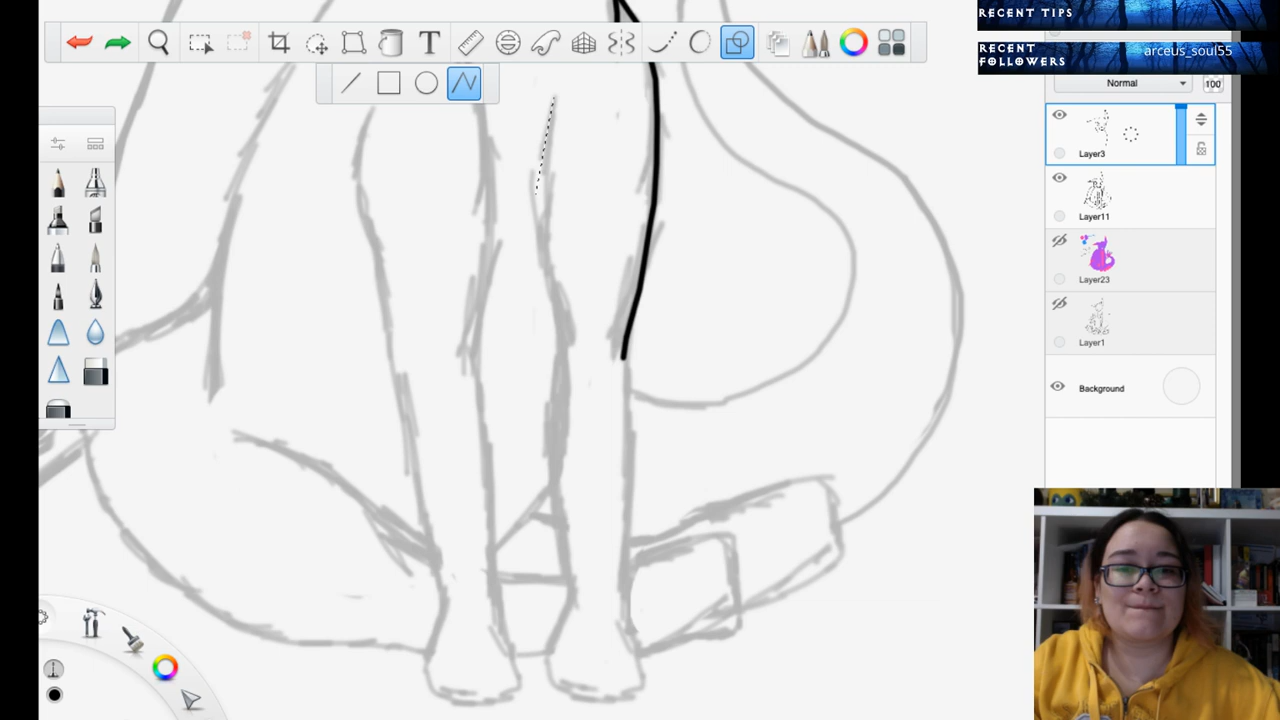 RECENT TIPS
RECENT FOLLOWERS
arceus_soul55
Normal
100
Layer3
Layer11
Layer23
Layer1
Background